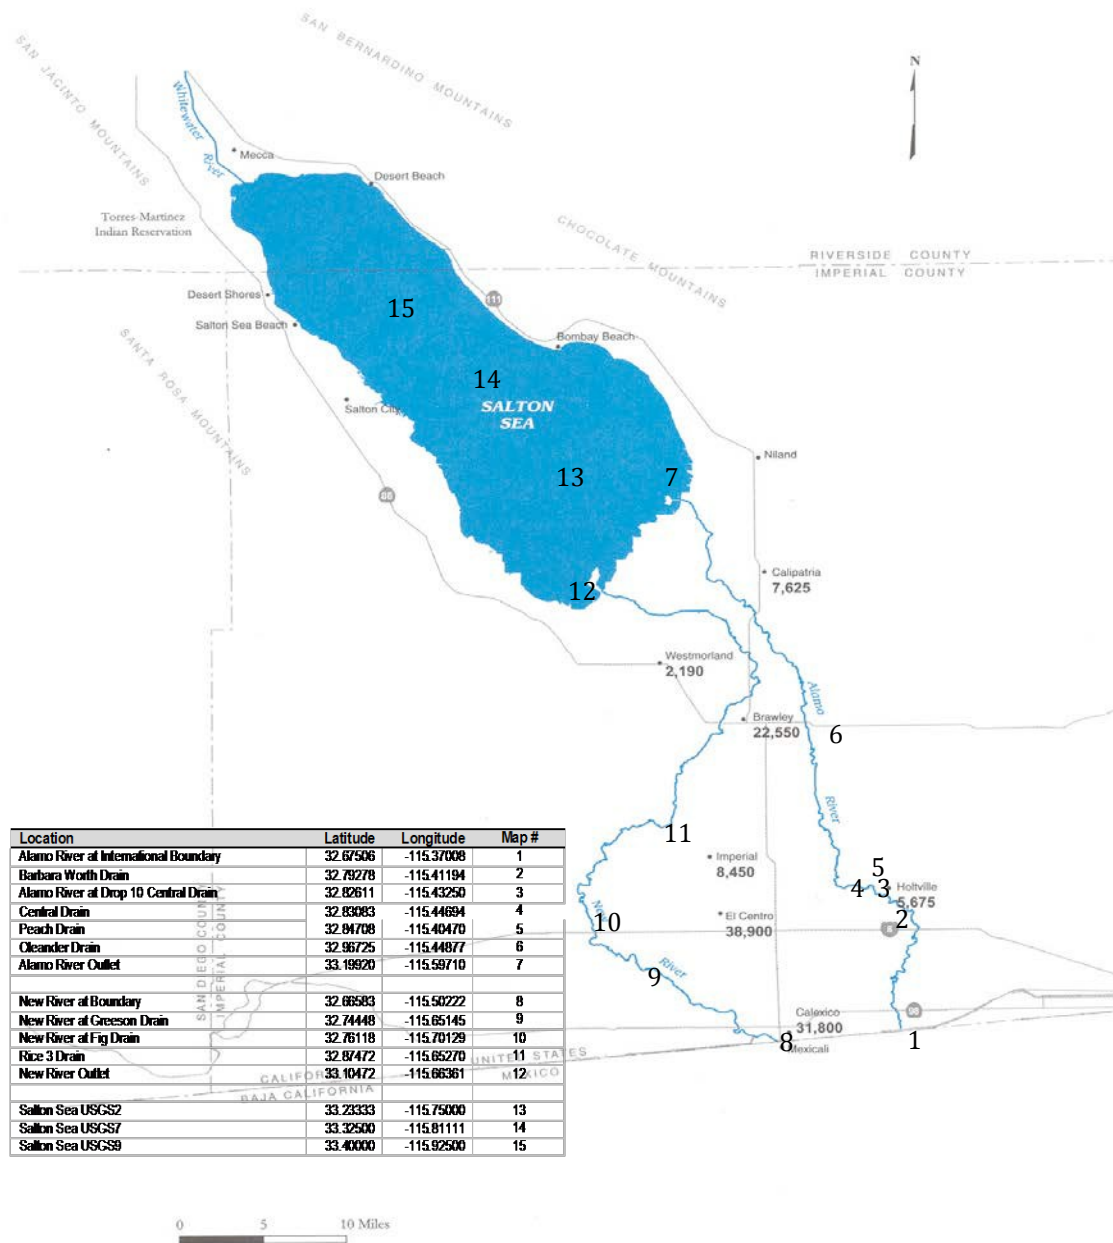 SAN BERNARDINO MOUNTAINS
SAN JACINTO MOUNTAINS
N
Whitewater
River
Mecca
Desert Beach
Torres-Martinez
Indian Reservation
CHOCOLATE MOUNTAINS
RIVERSIDE COUNTY
IMPERIAL COUNTY
Desert Shores
15
111
Salton Sea Beach
Bombay Beach
SANTA ROSA MOUNTAINS
14
Salton City
SALTON
SEA
Niland
13
7
86
Calipatria
7,625
12
Westmorland
2,190
Alamo
River
Brawley
22,550
6
11
Imperial
8,450
5
4
3
Holtville
5,675
2
10
New
River
El Centro
38,900
8
9
Calexico
31,800
98
8
Mexicali
1
SAN DIEGO COUNTY
IMPERIAL COUNTY
UNITED STATES
MEXICO
CALIFORNIA
BAJA CALIFORNIA
Location Latitude Longitude Map #
Alamo River at International Boundary 32.67506 -115.37008 1
Barbara Worth Drain 32.79278 -115.41194 2
Alamo River at Drop 10 Central Drain 32.82611 -115.43250 3
Central Drain 32.83083 -115.44694 4
Peach Drain 32.84708 -115.40470 5
Oleander Drain 32.96725 -115.44877 6
Alamo River Outlet 33.19920 -115.59710 7
New River at Boundary 32.66583 -115.50222 8
New River at Greeson Drain 32.74448 -115.65145 9
New River at Fig Drain 32.76118 -115.70129 10
Rice 3 Drain 32.87472 -115.65270 11
New River Outlet 33.10472 -115.66361 12
Salton Sea USGS2 33.23333 -115.75000 13
Salton Sea USGS7 33.32500 -115.81111 14
Salton Sea USGS9 33.40000 -115.92500 15
0 5 10 Miles